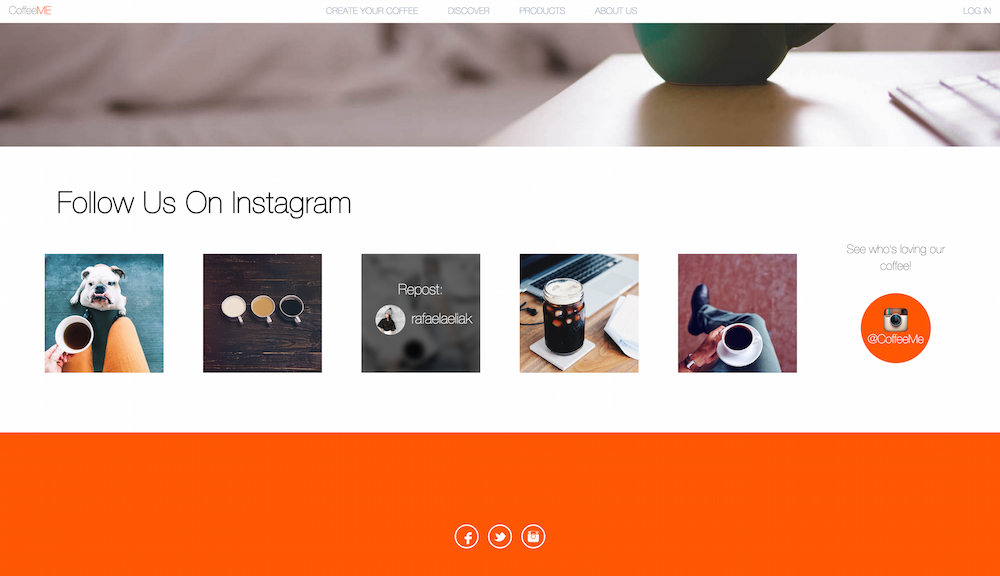 CoffeeME
CREATE YOUR COFFEE
DISCOVER
PRODUCTS
ABOUT US
LOG IN
Follow Us On Instagram
Repost:
rafaelaeliak
See who's loving our
coffee!
@CoffeeMe